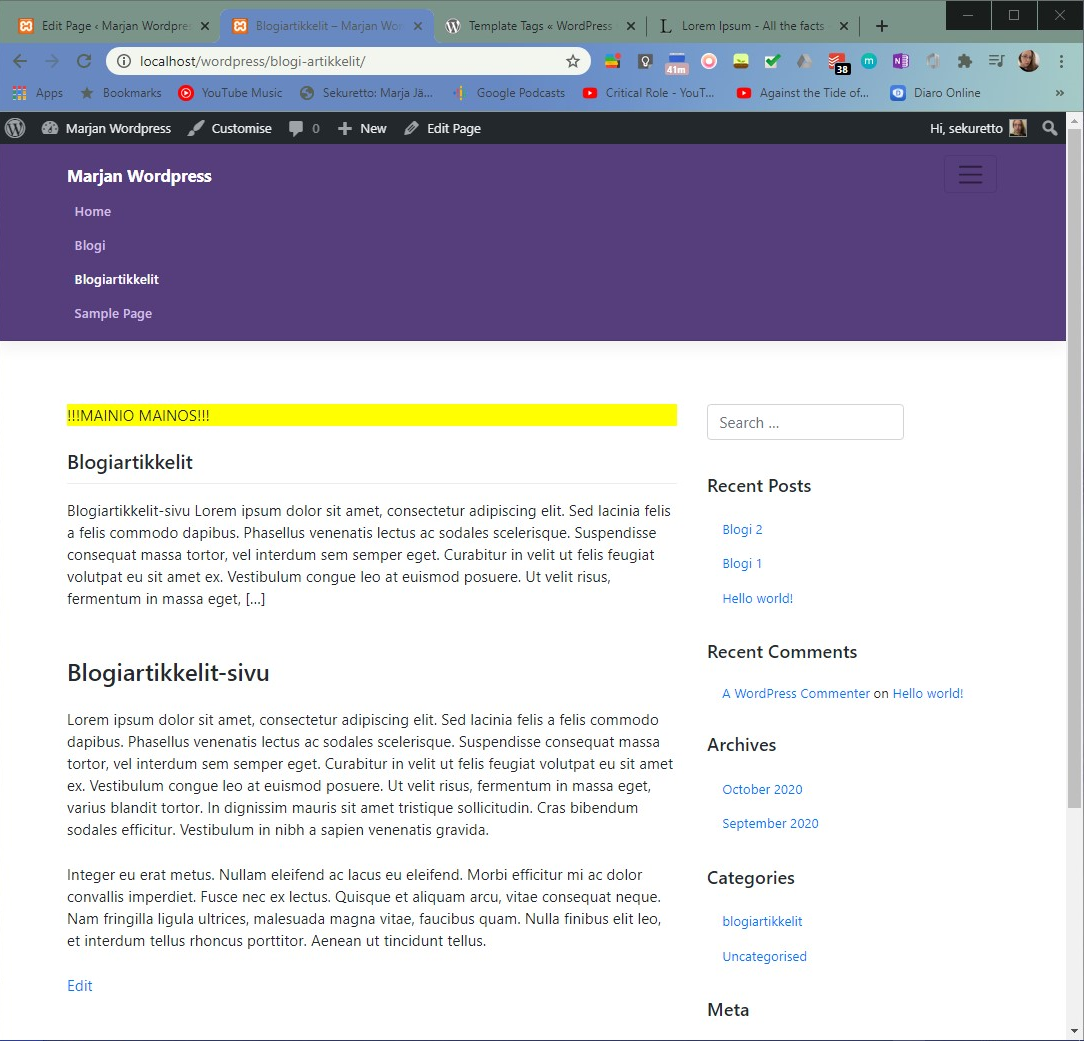 Edit Page ‹ Marjan Wordpres
Blogiartikkelit – Marjan Wor
Template Tags « WordPress
Lorem Ipsum - All the facts
localhost/wordpress/blogi-artikkelit/
41m
38
m
N
Apps
Bookmarks
YouTube Music
Sekuretto: Marja Jä...
Google Podcasts
Critical Role - YouT...
Against the Tide of...
Diaro Online
»
Marjan Wordpress
Customise
0
New
Edit Page
Hi, sekuretto
Marjan Wordpress
Home
Blogi
Blogiartikkelit
Sample Page
!!!MAINIO MAINOS!!!
Blogiartikkelit
Blogiartikkelit-sivu Lorem ipsum dolor sit amet, consectetur adipiscing elit. Sed lacinia felis
a felis commodo dapibus. Phasellus venenatis lectus ac sodales scelerisque. Suspendisse
consequat massa tortor, vel interdum sem semper eget. Curabitur in velit ut felis feugiat
volutpat eu sit amet ex. Vestibulum congue leo at euismod posuere. Ut velit risus,
fermentum in massa eget, [...]
Blogiartikkelit-sivu
Lorem ipsum dolor sit amet, consectetur adipiscing elit. Sed lacinia felis a felis commodo
dapibus. Phasellus venenatis lectus ac sodales scelerisque. Suspendisse consequat massa
tortor, vel interdum sem semper eget. Curabitur in velit ut felis feugiat volutpat eu sit amet
ex. Vestibulum congue leo at euismod posuere. Ut velit risus, fermentum in massa eget,
varius blandit tortor. In dignissim mauris sit amet tristique sollicitudin. Cras bibendum
sodales efficitur. Vestibulum in nibh a sapien venenatis gravida.
Integer eu erat metus. Nullam eleifend ac lacus eu eleifend. Morbi efficitur mi ac dolor
convallis imperdiet. Fusce nec ex lectus. Quisque et aliquam arcu, vitae consequat neque.
Nam fringilla ligula ultrices, malesuada magna vitae, faucibus quam. Nulla finibus elit leo,
et interdum tellus rhoncus porttitor. Aenean ut tincidunt tellus.
Edit
Search …
Recent Posts
Blogi 2
Blogi 1
Hello world!
Recent Comments
A WordPress Commenter on Hello world!
Archives
October 2020
September 2020
Categories
blogiartikkelit
Uncategorised
Meta